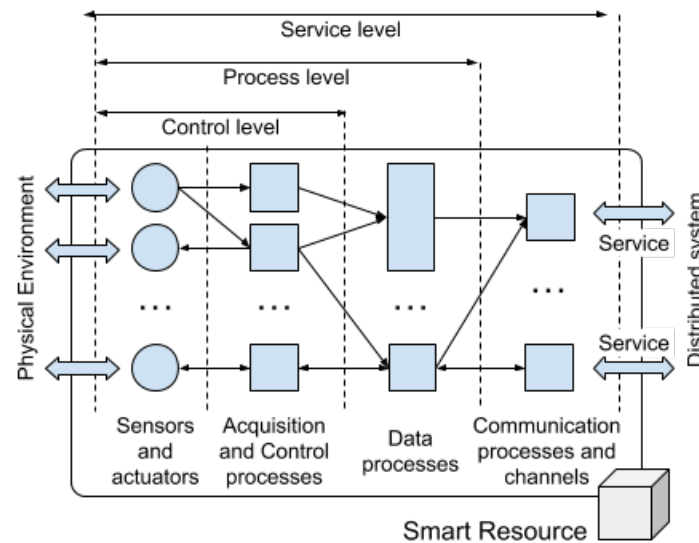 Service level
Process level
Control level
Physical Environment
Distributed system
Service
...
...
...
...
Service
Sensors
and
actuators
Acquisition
and Control
processes
Data
processes
Communication
processes and
channels
Smart Resource